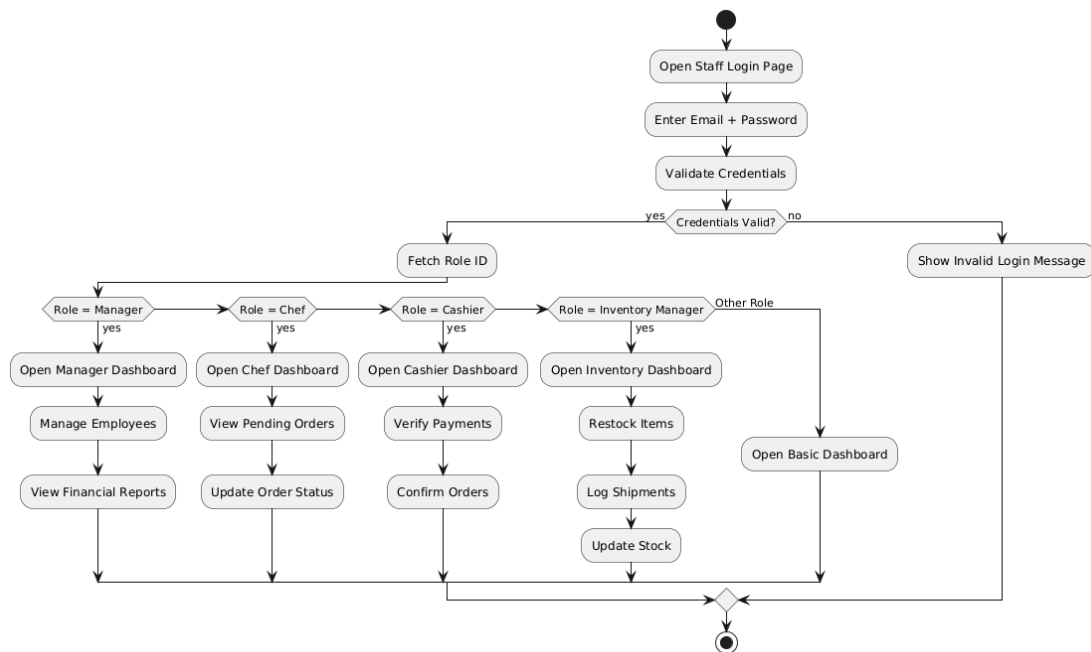 Open Staff Login Page
Enter Email + Password
Validate Credentials
yes
Credentials Valid?
no
Fetch Role ID
Show Invalid Login Message
Role = Manager
yes
Role = Chef
yes
Role = Cashier
yes
Role = Inventory Manager
yes
Other Role
Open Manager Dashboard
Manage Employees
View Financial Reports
Open Chef Dashboard
View Pending Orders
Update Order Status
Open Cashier Dashboard
Verify Payments
Confirm Orders
Open Inventory Dashboard
Restock Items
Log Shipments
Update Stock
Open Basic Dashboard